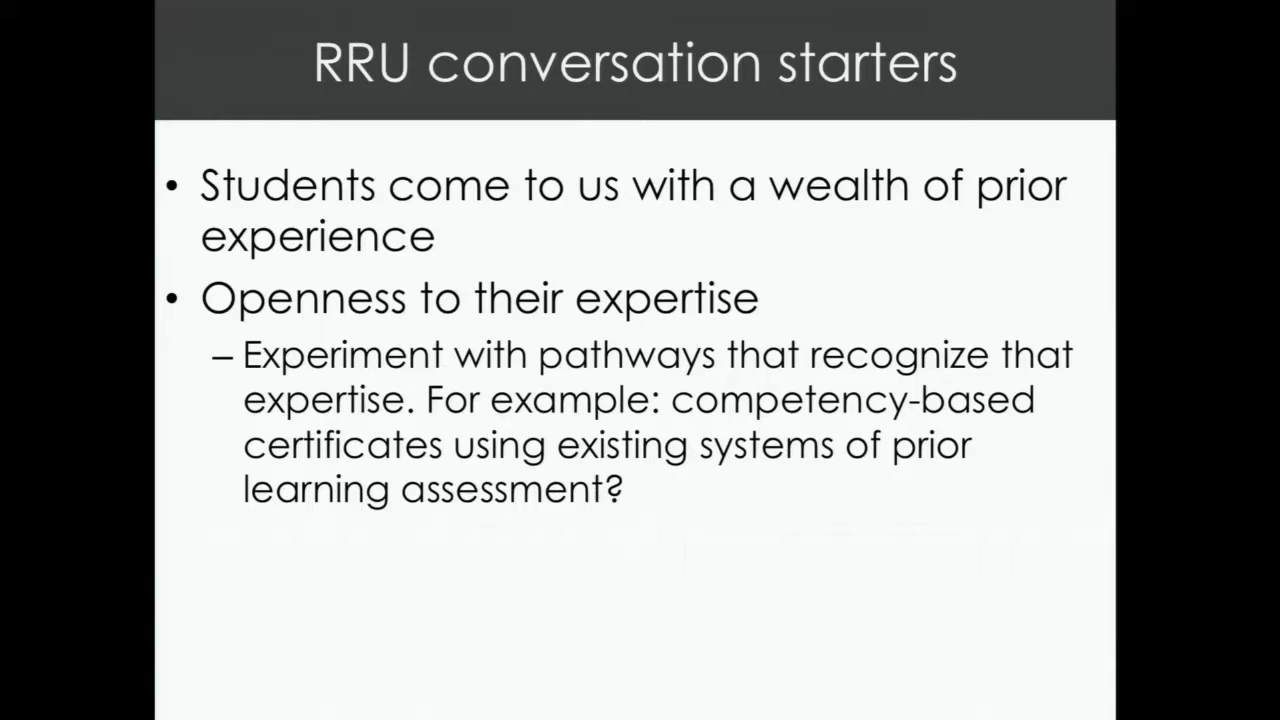 RRU conversation starters
• Students come to us with a wealth of prior
experience
• Openness to their expertise
– Experiment with pathways that recognize that
expertise. For example: competency-based
certificates using existing systems of prior
learning assessment?